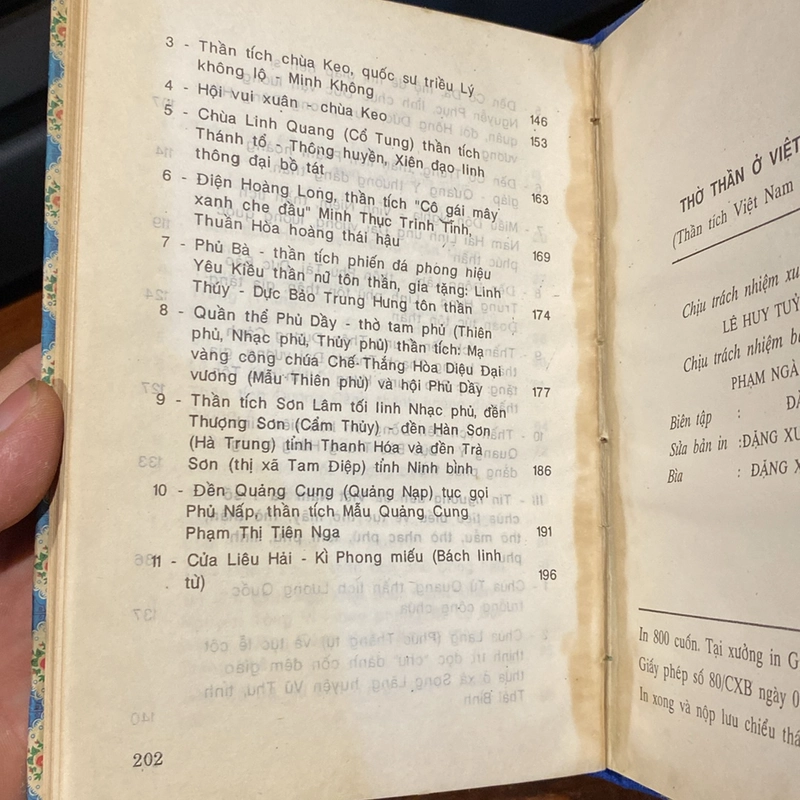 3 - Thần tích chùa Keo, quốc sư triều Lý
không lộ - Minh Không 146
4 - Hội vui xuân - chùa Keo 153
5 - Chùa Linh Quang (Cổ Tung) thần tích
Thánh tổ - Thông huyền, Xiên đạo linh
thông đại bồ tát 163
6 - Điện Hoàng Long, thần tích "Cô gái mây
xanh che đầu" Minh Thục Trinh Tĩnh,
Thuần Hòa hoàng thái hậu 169
7 - Phủ Bà - thần tích phiến đá phong hiệu
Yêu Kiều thần nữ tôn thần, gia tặng: Linh
Thúy - Dực Bảo Trung Hưng tôn thần 174
8 - Quần thể Phủ Dầy - thờ tam phủ (Thiên
phủ, Nhạc phủ, Thủy phủ) thần tích: Mạ
vàng công chúa Chế Thắng Hòa Diệu Đại
vương (Mẫu Thiên phủ) và hội Phủ Dầy 177
9 - Thần tích Sơn Lâm tối linh Nhạc phủ, đền
Thượng Sơn (Cẩm Thủy) - đền Hàn Sơn
(Hà Trung) tỉnh Thanh Hóa và đền Trà
Sơn (thị xã Tam Điệp) tỉnh Ninh bình 186
10 - Đền Quảng Cung (Quảng Nạp) tục gọi
Phủ Nấp, thần tích Mẫu Quảng Cung
Phạm Thị Tiên Nga 191
11 - Cửa Liêu Hải - Kì Phong miếu (Bách linh
tử) 196
202
THỜ THẦN Ở VIỆT
(Thần tích Việt Nam
Chịu trách nhiệm
LÊ HUY
Chịu trách nhiệm
PHẠM
Biên tập :
Sửa bản in :ĐẶNG
Bìa : ĐẶNG
In 800 cuốn. Tại xưởng in
Giấy phép số 80/CXB ngày
In xong và nộp lưu chiểu